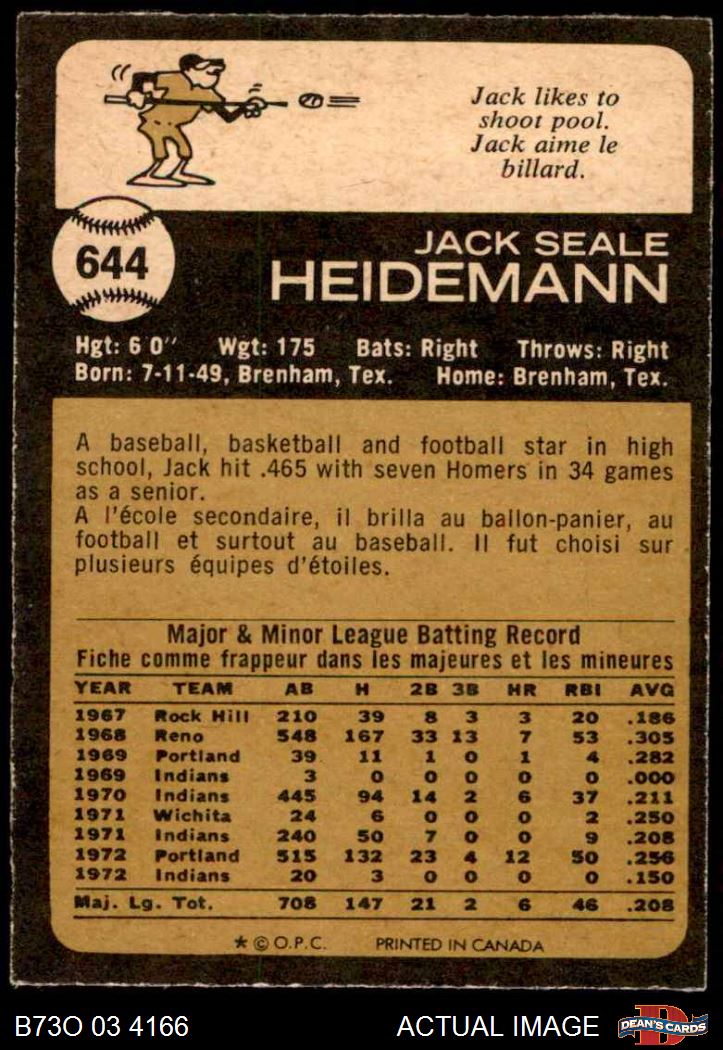 Jack likes to
shoot pool.
Jack aime le
billard.
644
JACK SEALE
HEIDEMANN
Hgt: 6 0" Wgt: 175 Bats: Right Throws: Right
Born: 7-11-49, Brenham, Tex. Home: Brenham, Tex.
A baseball, basketball and football star in high
school, Jack hit .465 with seven Homers in 34 games
as a senior.
A l'école secondaire, il brilla au ballon-panier, au
football et surtout au baseball. Il fut choisi sur
plusieurs équipes d'étoiles.
Major & Minor League Batting Record
Fiche comme frappeur dans les majeures et les mineures
YEAR TEAM AB H 2B 3B HR RBI AVG
1967 Rock Hill 210 39 8 3 3 20 .186
1968 Reno 548 167 33 13 7 53 .305
1969 Portland 39 11 1 0 1 4 .282
1969 Indians 3 0 0 0 0 0 .000
1970 Indians 445 94 14 2 6 37 .211
1971 Wichita 24 6 0 0 0 2 .250
1971 Indians 240 50 7 0 0 9 .208
1972 Portland 515 132 23 4 12 50 .256
1972 Indians 20 3 0 0 0 0 .150
Maj. Lg. Tot. 708 147 21 2 6 46 .208
* © O.P.C. PRINTED IN CANADA
B73O 03 4166 ACTUAL IMAGE D DEAN'S CARDS